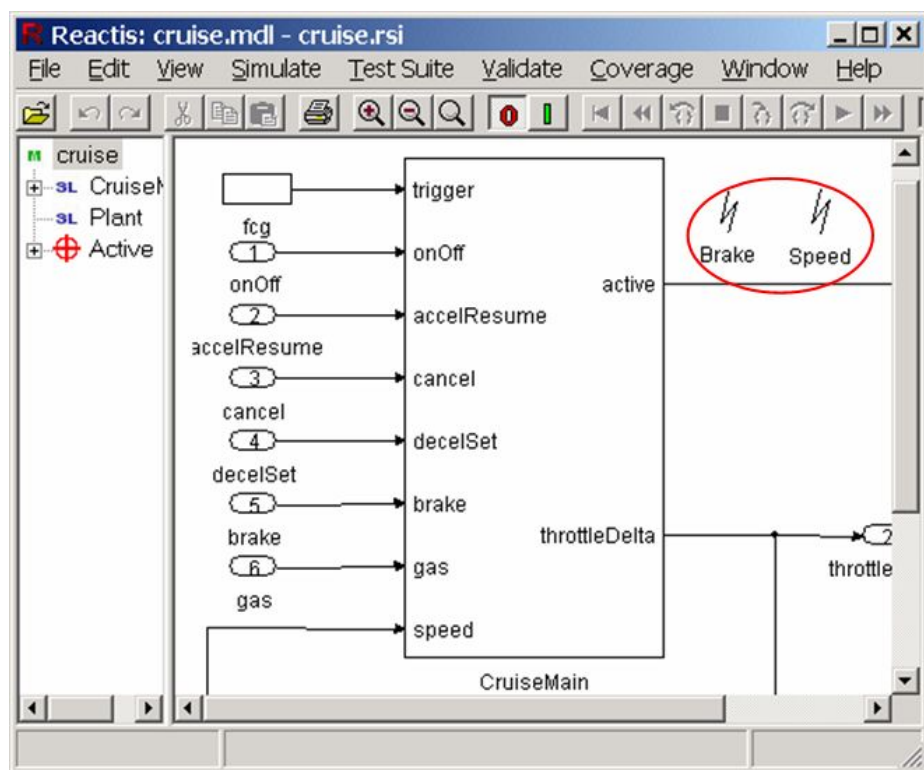 Reactis: cruise.mdl - cruise.rsi
File Edit View Simulate Test Suite Validate Coverage Window Help
cruise
SL CruiseM
SL Plant
Active
trigger
fcg
1
onOff
onOff
2
accelResume
accelResume
3
cancel
cancel
4
decelSet
decelSet
5
brake
brake
6
gas
gas
speed
active
throttleDelta
CruiseMain
Brake Speed
2
throttle